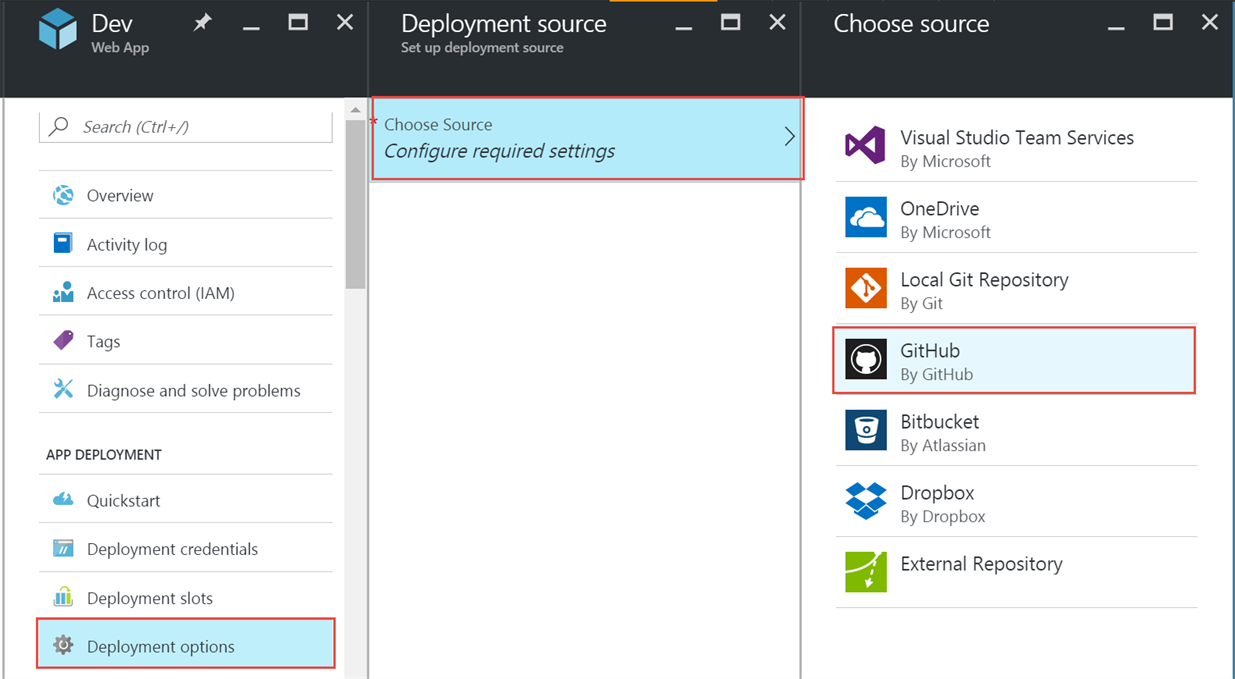 Dev
Web App
Search (Ctrl+/)
Overview
Activity log
Access control (IAM)
Tags
Diagnose and solve problems
APP DEPLOYMENT
Quickstart
Deployment credentials
Deployment slots
Deployment options
Deployment source
Set up deployment source
* Choose Source
Configure required settings
Choose source
Visual Studio Team Services
By Microsoft
OneDrive
By Microsoft
Local Git Repository
By Git
GitHub
By GitHub
Bitbucket
By Atlassian
Dropbox
By Dropbox
External Repository